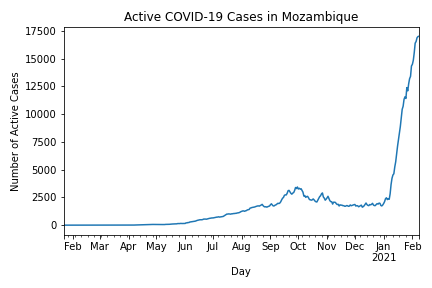 Active COVID-19 Cases in Mozambique
Number of Active Cases
17500
15000
12500
10000
7500
5000
2500
0
Feb Mar Apr May Jun Jul Aug Sep Oct Nov Dec Jan Feb
2021
Day